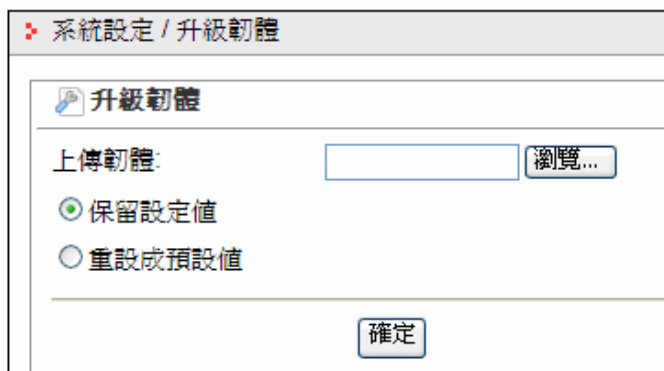 系統設定 / 升級韌體
升級韌體
上傳韌體: 瀏覽...
保留設定值
重設成預設值
確定